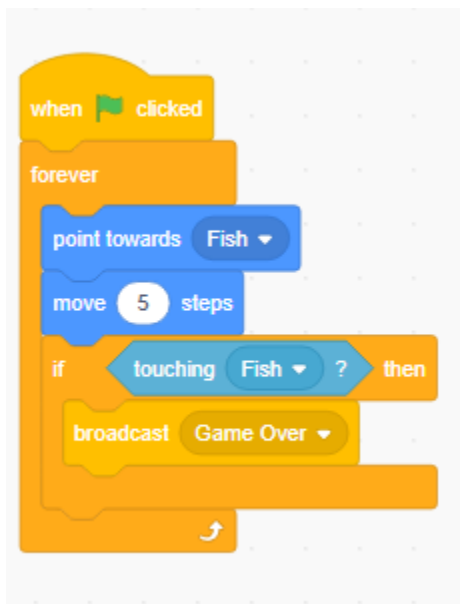 when clicked
forever
point towards Fish
move 5 steps
if touching Fish ? then
broadcast Game Over